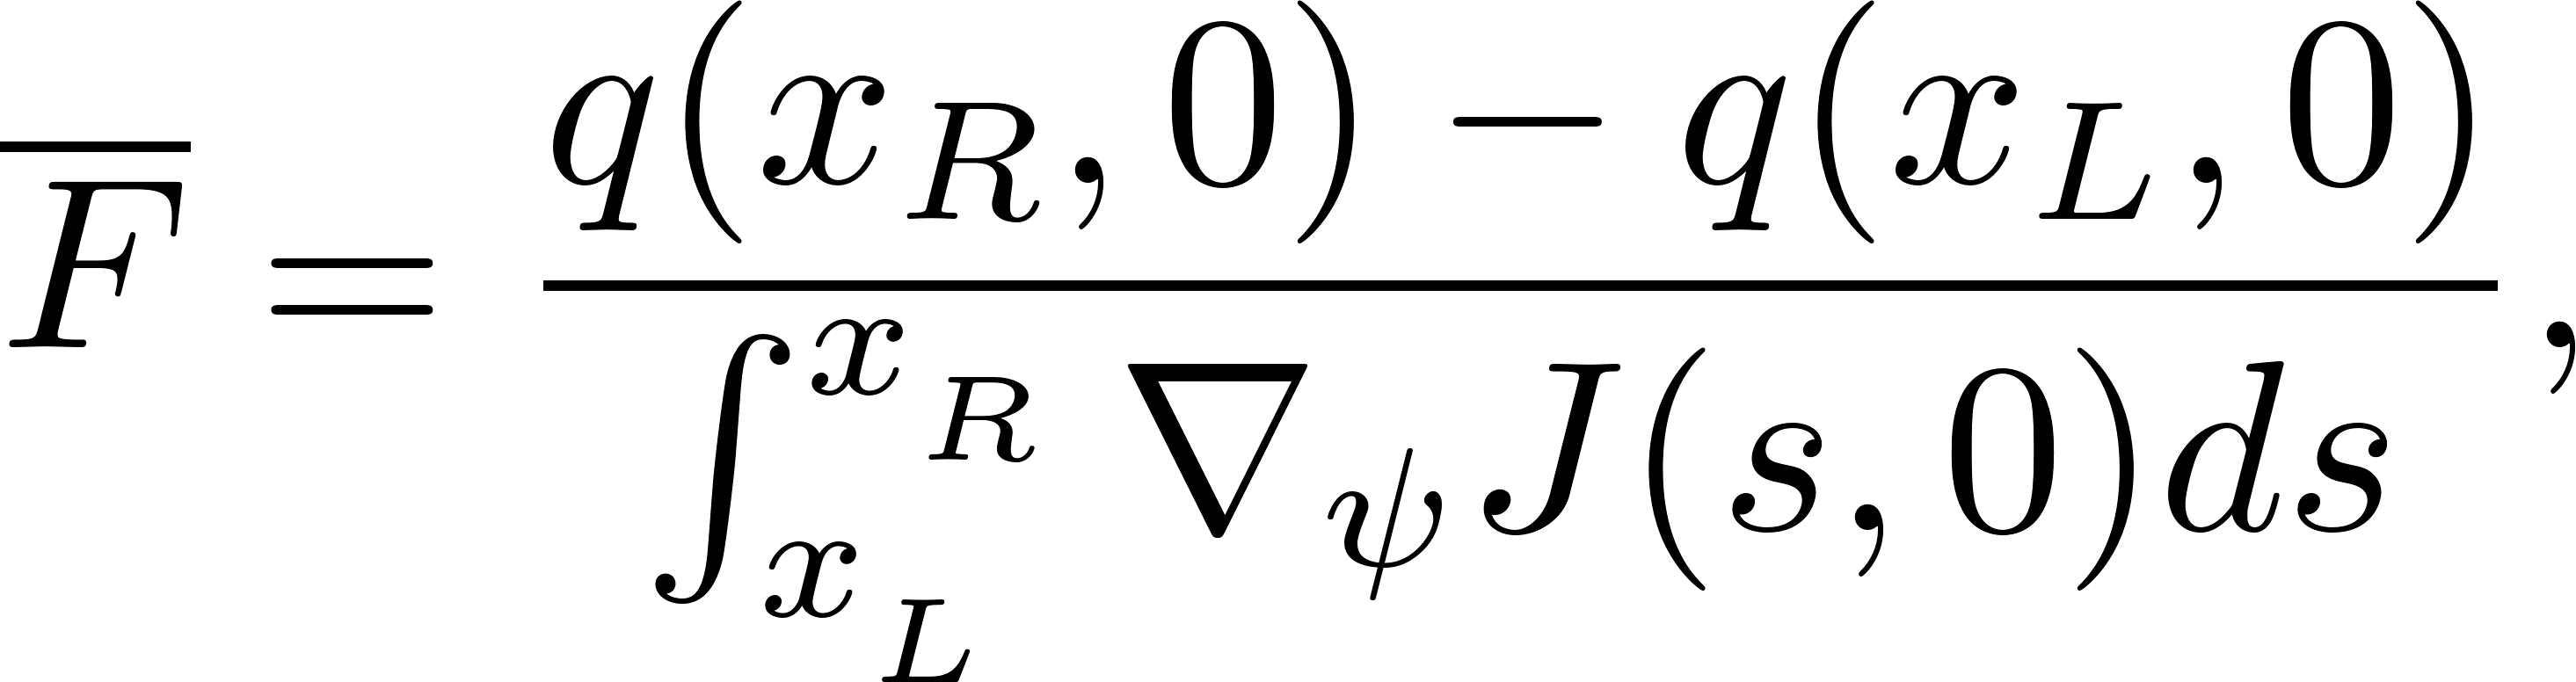 \overline{F} = \frac{q(x_R, 0) - q(x_L, 0)}{\int_{x_L}^{x_R} \nabla_\psi J(s, 0) ds},